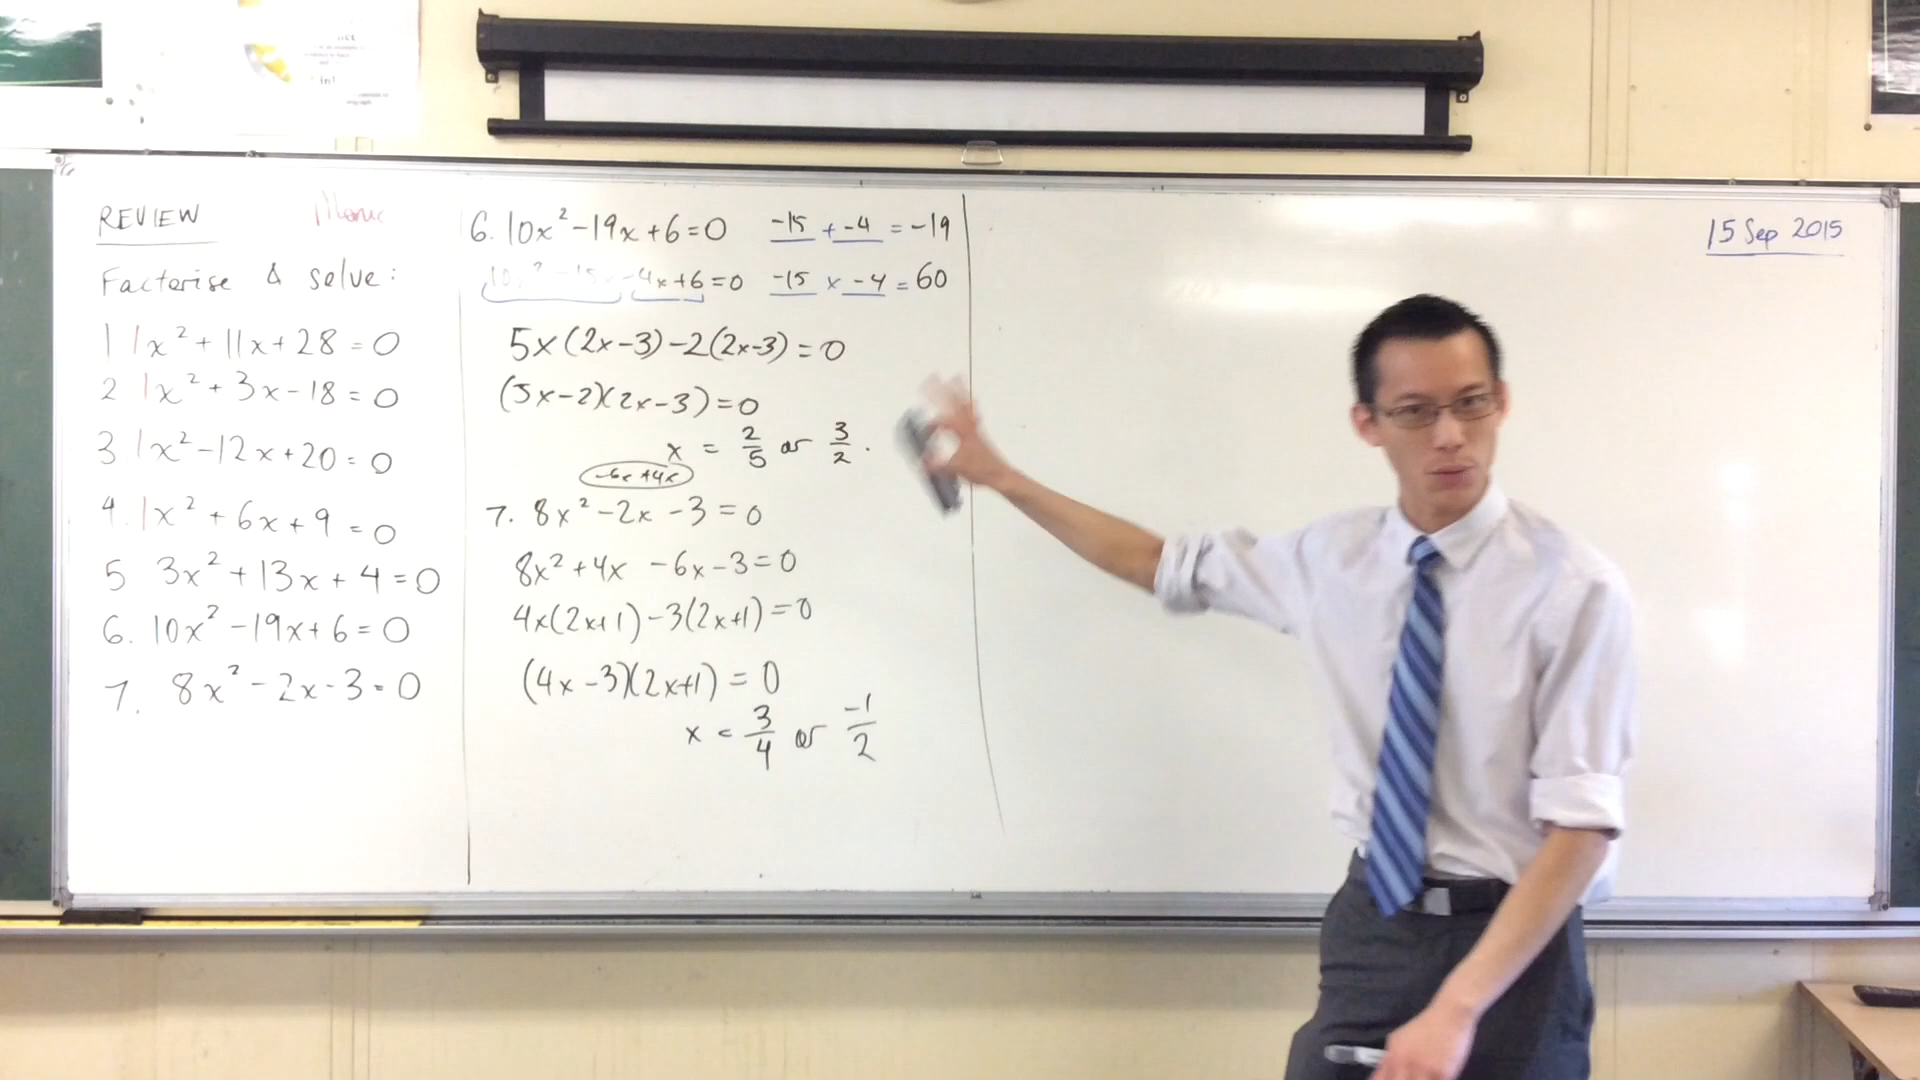 REVIEW
Monic
Factorise & solve:
1 1x² + 11x + 28 = 0
2 1x² + 3x - 18 = 0
3 1x² - 12x + 20 = 0
4. 1x² + 6x + 9 = 0
5 3x² + 13x + 4 = 0
6. 10x² - 19x + 6 = 0
7. 8x² - 2x - 3 = 0
6. 10x² - 19x + 6 = 0 -15 + -4 = -19
10x² - 15x - 4x + 6 = 0 -15 x -4 = 60
5x(2x-3) - 2(2x-3) = 0
(5x-2)(2x-3) = 0
x = 2/5 or 3/2.
-6x +4x
7. 8x² - 2x - 3 = 0
8x² + 4x - 6x - 3 = 0
4x(2x+1) - 3(2x+1) = 0
(4x-3)(2x+1) = 0
x = 3/4 or -1/2
15 Sep 2015